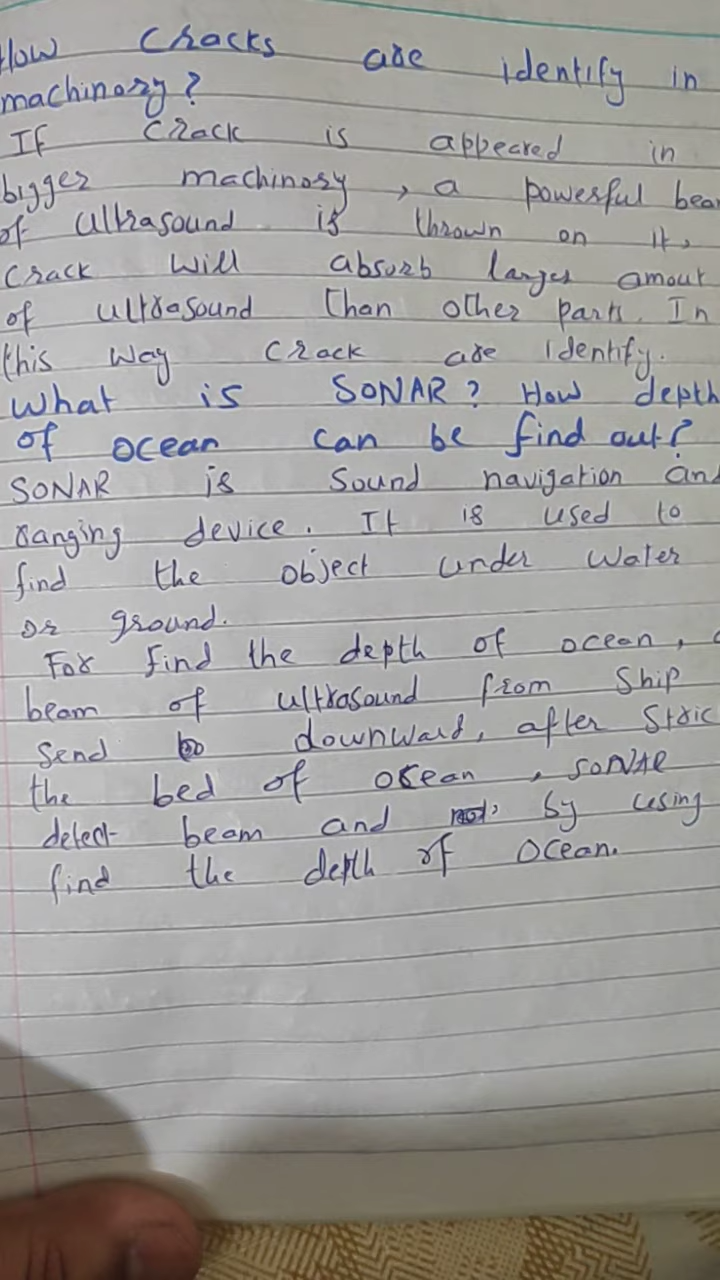 How cracks are identify in
machinory?
If crack is appeared in
bigger machinosy, a powerful bea
of ultrasound is thrown on it,
crack will absurb larges amout
of ultrasound than other parts. In
this way crack are identify.
What is SONAR? How depth
of ocean can be find out?
SONAR is sound navigation and
ranging device. It is used to
find the object under water
or ground.
For find the depth of ocean,
beam of ultrasound from ship
send downward, after stric
the bed of ocean, SONAR
detect beam and by using
find the depth of ocean.